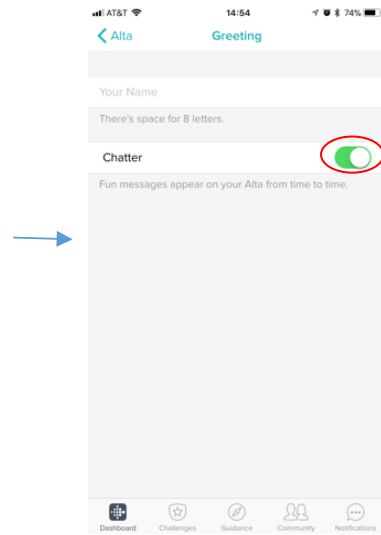 AT&T 14:54 74%
Alta Greeting
Your Name
There's space for 8 letters.
Chatter
Fun messages appear on your Alta from time to time.
Dashboard Challenges Guidance Community Notifications